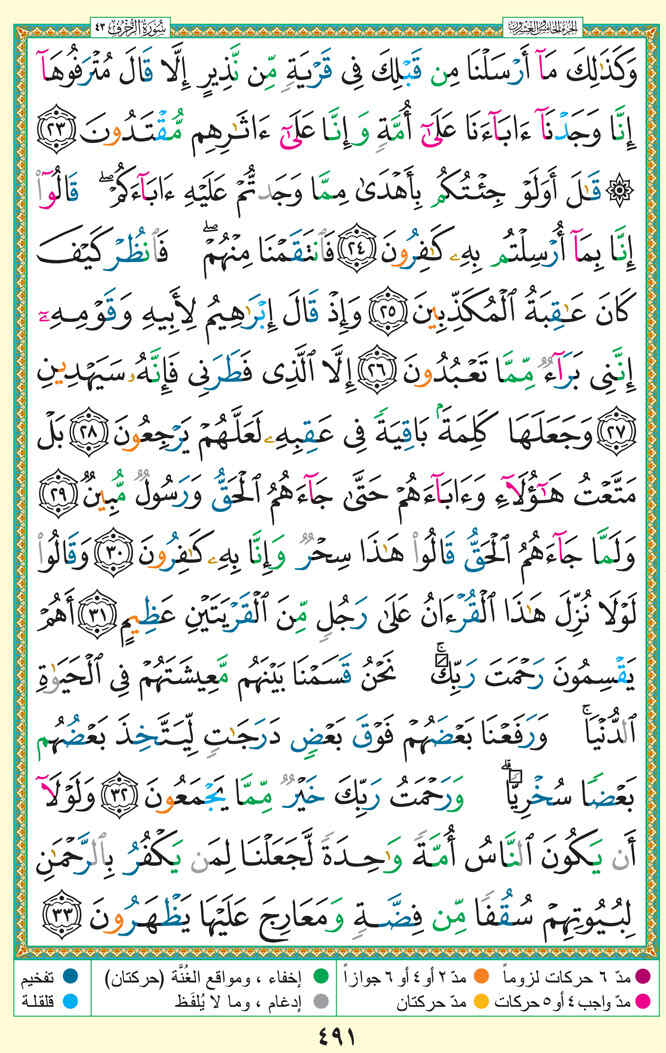 سُورَةُ الزُّخْرُفِ ٤٣
الجزء الخامس والعشرون
وَكَذَٰلِكَ مَآ أَرْسَلْنَا مِن قَبْلِكَ فِى قَرْيَةٍ مِّن نَّذِيرٍ إِلَّا قَالَ مُتْرَفُوهَآ
إِنَّا وَجَدْنَآ ءَابَآءَنَا عَلَىٰٓ أُمَّةٍ وَإِنَّا عَلَىٰٓ ءَاثَـٰرِهِم مُّقْتَدُونَ ٢٣
۞ قَـٰلَ أَوَلَوْ جِئْتُكُم بِأَهْدَىٰ مِمَّا وَجَدتُّمْ عَلَيْهِ ءَابَآءَكُمْ ۖ قَالُوٓا۟
إِنَّا بِمَآ أُرْسِلْتُم بِهِۦ كَـٰفِرُونَ ٢٤ فَٱنتَقَمْنَا مِنْهُمْ ۖ فَٱنظُرْ كَيْفَ
كَانَ عَـٰقِبَةُ ٱلْمُكَذِّبِينَ ٢٥ وَإِذْ قَالَ إِبْرَٰهِيمُ لِأَبِيهِ وَقَوْمِهِۦٓ
إِنَّنِى بَرَآءٌ مِّمَّا تَعْبُدُونَ ٢٦ إِلَّا ٱلَّذِى فَطَرَنِى فَإِنَّهُۥ سَيَهْدِينِ
٢٧ وَجَعَلَهَا كَلِمَةًۢ بَاقِيَةً فِى عَقِبِهِۦ لَعَلَّهُمْ يَرْجِعُونَ ٢٨ بَلْ
مَتَّعْتُ هَـٰٓؤُلَآءِ وَءَابَآءَهُمْ حَتَّىٰ جَآءَهُمُ ٱلْحَقُّ وَرَسُولٌ مُّبِينٌ ٢٩
وَلَمَّا جَآءَهُمُ ٱلْحَقُّ قَالُوا۟ هَـٰذَا سِحْرٌ وَإِنَّا بِهِۦ كَـٰفِرُونَ ٣٠ وَقَالُوا۟
لَوْلَا نُزِّلَ هَـٰذَا ٱلْقُرْءَانُ عَلَىٰ رَجُلٍ مِّنَ ٱلْقَرْيَتَيْنِ عَظِيمٍ ٣١ أَهُمْ
يَقْسِمُونَ رَحْمَتَ رَبِّكَ ۚ نَحْنُ قَسَمْنَا بَيْنَهُم مَّعِيشَتَهُمْ فِى ٱلْحَيَوٰةِ
ٱلدُّنْيَا ۚ وَرَفَعْنَا بَعْضَهُمْ فَوْقَ بَعْضٍ دَرَجَـٰتٍ لِّيَتَّخِذَ بَعْضُهُم
بَعْضًا سُخْرِيًّا ۗ وَرَحْمَتُ رَبِّكَ خَيْرٌ مِّمَّا يَجْمَعُونَ ٣٢ وَلَوْلَآ
أَن يَكُونَ ٱلنَّاسُ أُمَّةً وَٰحِدَةً لَّجَعَلْنَا لِمَن يَكْفُرُ بِٱلرَّحْمَـٰنِ
لِبُيُوتِهِمْ سُقُفًا مِّن فِضَّةٍ وَمَعَارِجَ عَلَيْهَا يَظْهَرُونَ ٣٣
مدّ ٦ حركات لزوماً
مدّ ٢ أو ٤ أو ٦ جوازاً
إخفاء ، ومواقع الغُنَّة (حركتان)
تفخيم
مدّ واجب ٤ أو ٥ حركات
مدّ حركتان
إدغام ، وما لا يُلفَظ
قلقلة
٤٩١